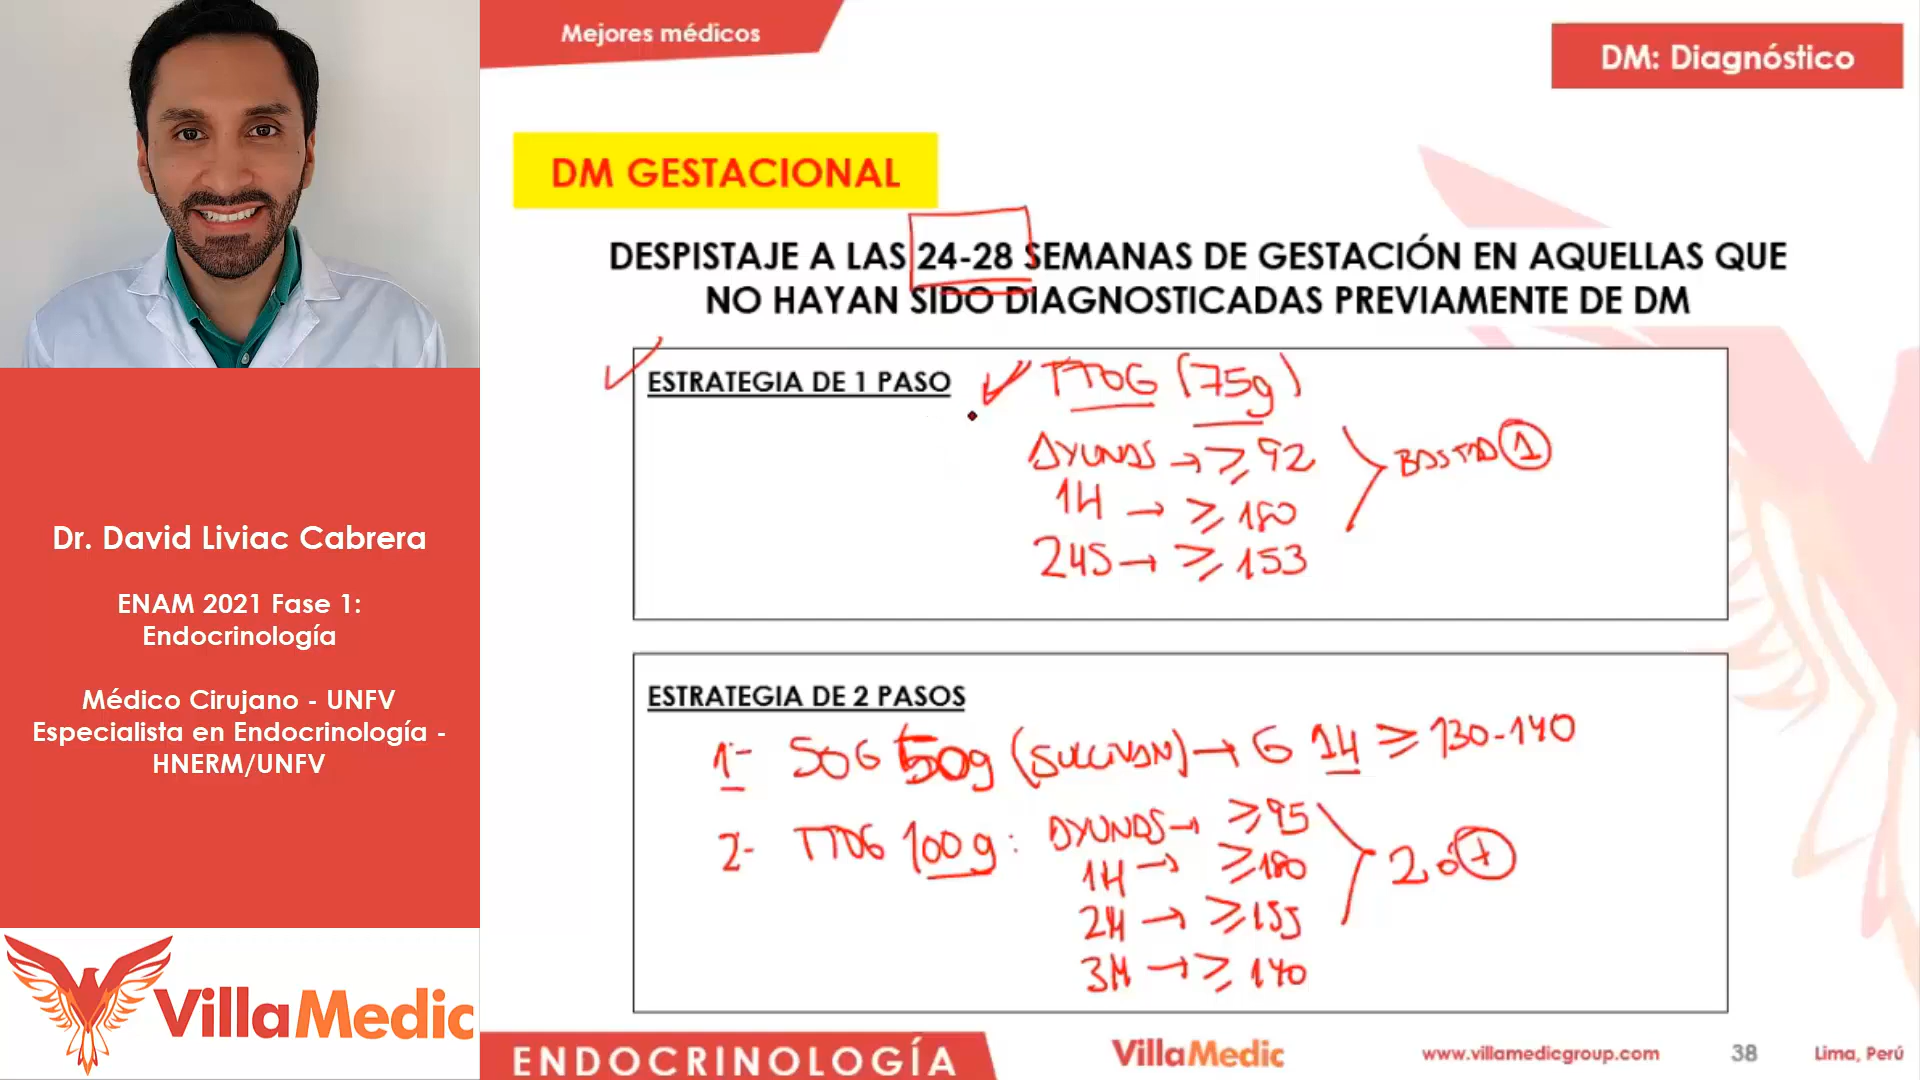 Mejores médicos
DM: Diagnóstico
DM GESTACIONAL
DESPISTAJE A LAS 24-28 SEMANAS DE GESTACIÓN EN AQUELLAS QUE
NO HAYAN SIDO DIAGNOSTICADAS PREVIAMENTE DE DM
ESTRATEGIA DE 1 PASO
TTOG (75g)
AYUNAS → ≥ 92
1H → ≥ 180
2HS → ≥ 153
BASTA 1
ESTRATEGIA DE 2 PASOS
1- SOG 50g (SULLIVAN) → G 1H ≥ 130-140
2- TTOG 100g: AYUNAS → ≥95
1H → ≥180
2H → ≥155
3H → ≥ 140
2 ó +
Dr. David Liviac Cabrera
ENAM 2021 Fase 1:
Endocrinología
Médico Cirujano - UNFV
Especialista en Endocrinología -
HNERM/UNFV
VillaMedic
ENDOCRINOLOGÍA
VillaMedic
www.villamedicgroup.com
38
Lima, Perú